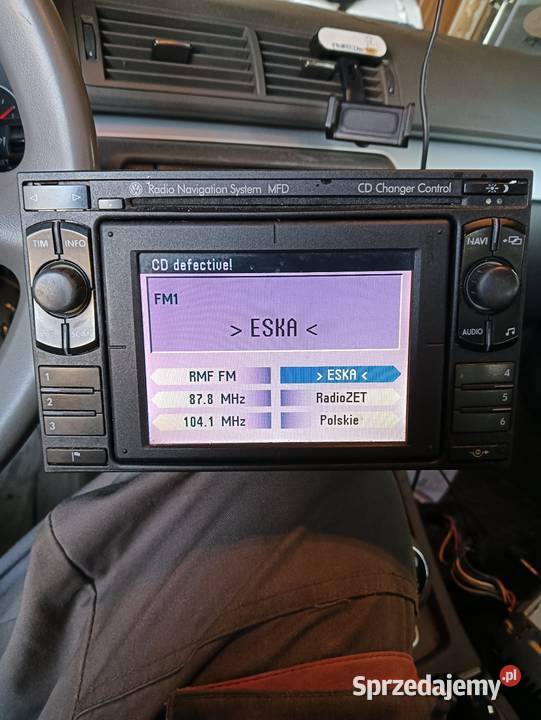 Radio Navigation System MFD CD Changer Control
TIM INFO
NAVI
CD defective!
FM1
> ESKA <
AUDIO
RMF FM > ESKA <
87.8 MHz RadioZET
104.1 MHz Polskie
1 4
2 5
3 6
Sprzedajemy.pl